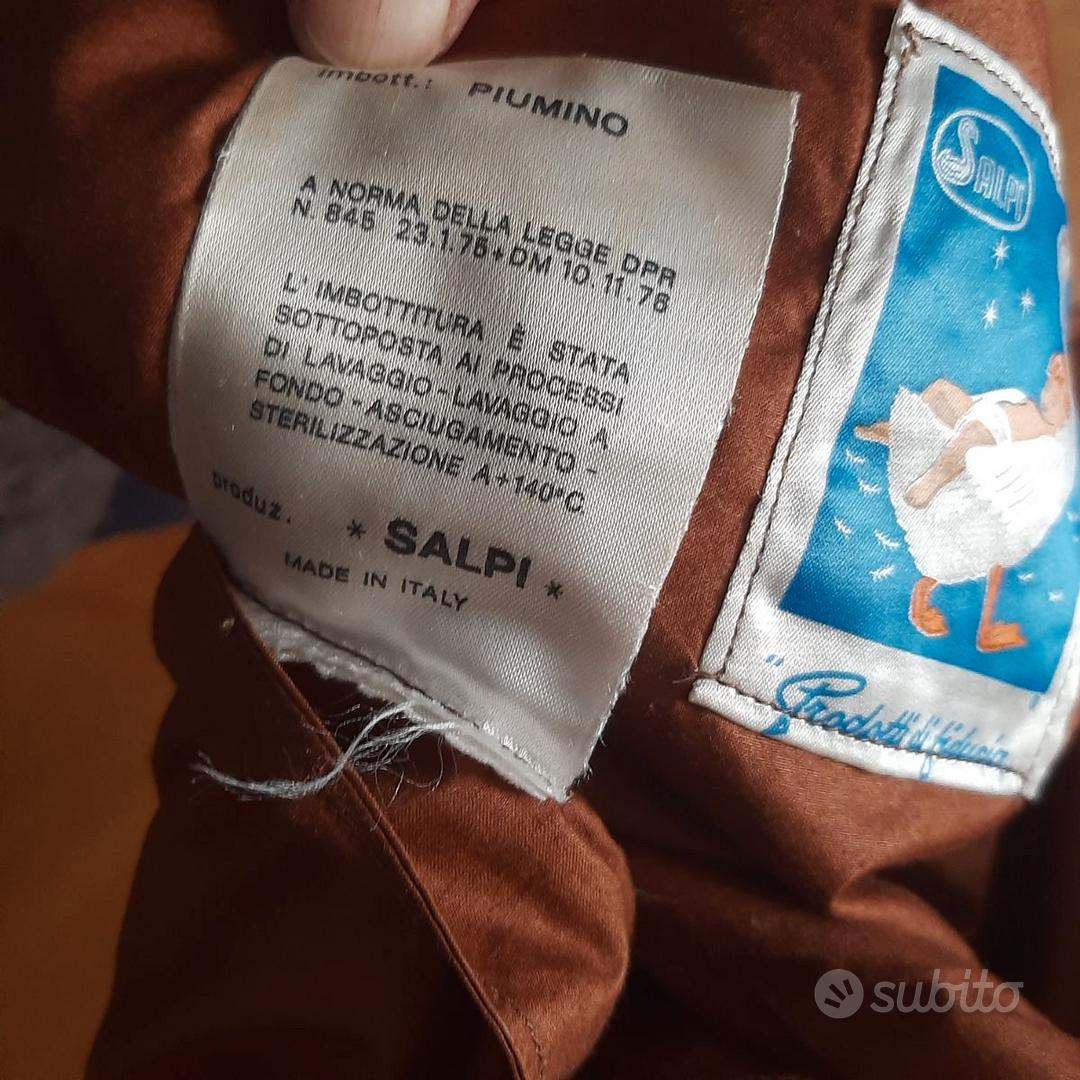 Imbott.: PIUMINO
A NORMA DELLA LEGGE DPR
N 845 23.1.75+DM 10.11.76
L'IMBOTTITURA È STATA
SOTTOPOSTA AI PROCESSI
DI LAVAGGIO-LAVAGGIO A
FONDO-ASCIUGAMENTO-
STERILIZZAZIONE A+140°C
produz.
* SALPI *
MADE IN ITALY
SALPI
"Prodotti di fiducia
subito